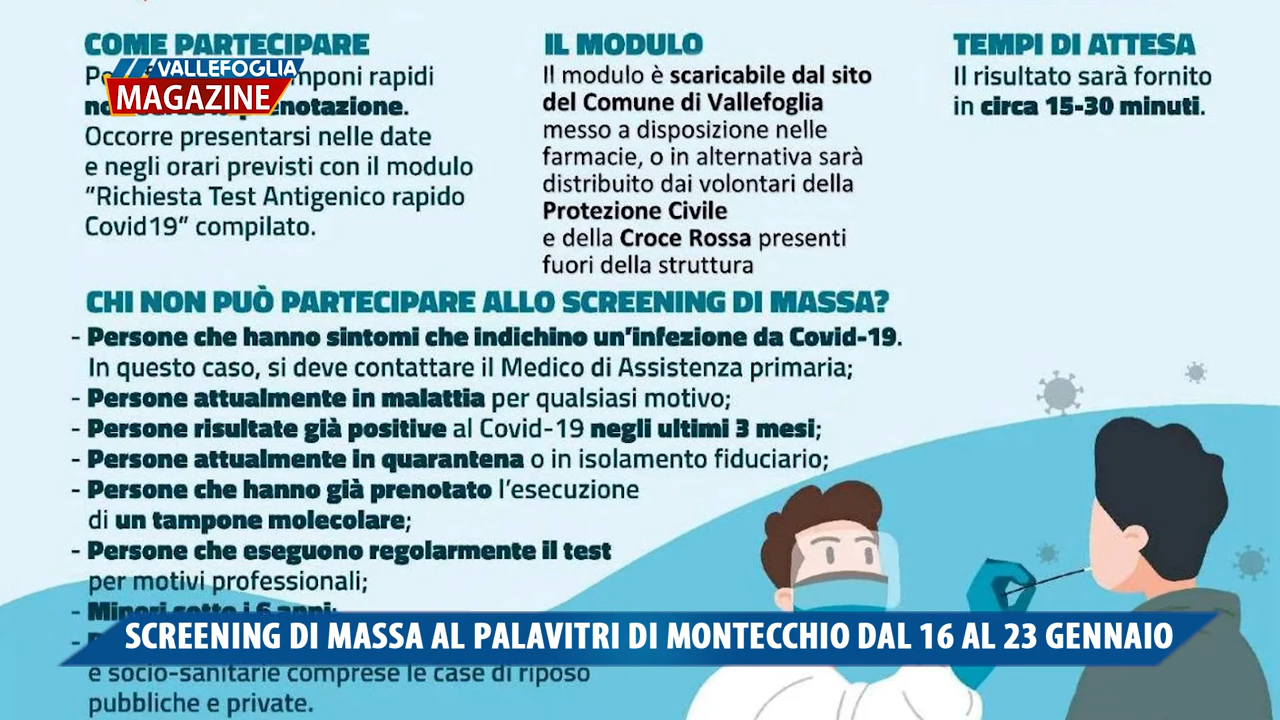 COME PARTECIPARE
mponi rapidi
notazione.
Occorre presentarsi nelle date
e negli orari previsti con il modulo
"Richiesta Test Antigenico rapido
Covid19" compilato.
VALLEFOGLIA
MAGAZINE
IL MODULO
Il modulo è scaricabile dal sito
del Comune di Vallefoglia
messo a disposizione nelle
farmacie, o in alternativa sarà
distribuito dai volontari della
Protezione Civile
e della Croce Rossa presenti
fuori della struttura
TEMPI DI ATTESA
Il risultato sarà fornito
in circa 15-30 minuti.
CHI NON PUÒ PARTECIPARE ALLO SCREENING DI MASSA?
- Persone che hanno sintomi che indichino un'infezione da Covid-19.
In questo caso, si deve contattare il Medico di Assistenza primaria;
- Persone attualmente in malattia per qualsiasi motivo;
- Persone risultate già positive al Covid-19 negli ultimi 3 mesi;
- Persone attualmente in quarantena o in isolamento fiduciario;
- Persone che hanno già prenotato l'esecuzione
di un tampone molecolare;
- Persone che eseguono regolarmente il test
per motivi professionali;
- Minori sotto i 6 anni;
SCREENING DI MASSA AL PALAVITRI DI MONTECCHIO DAL 16 AL 23 GENNAIO
e socio-sanitarie comprese le case di riposo
pubbliche e private.